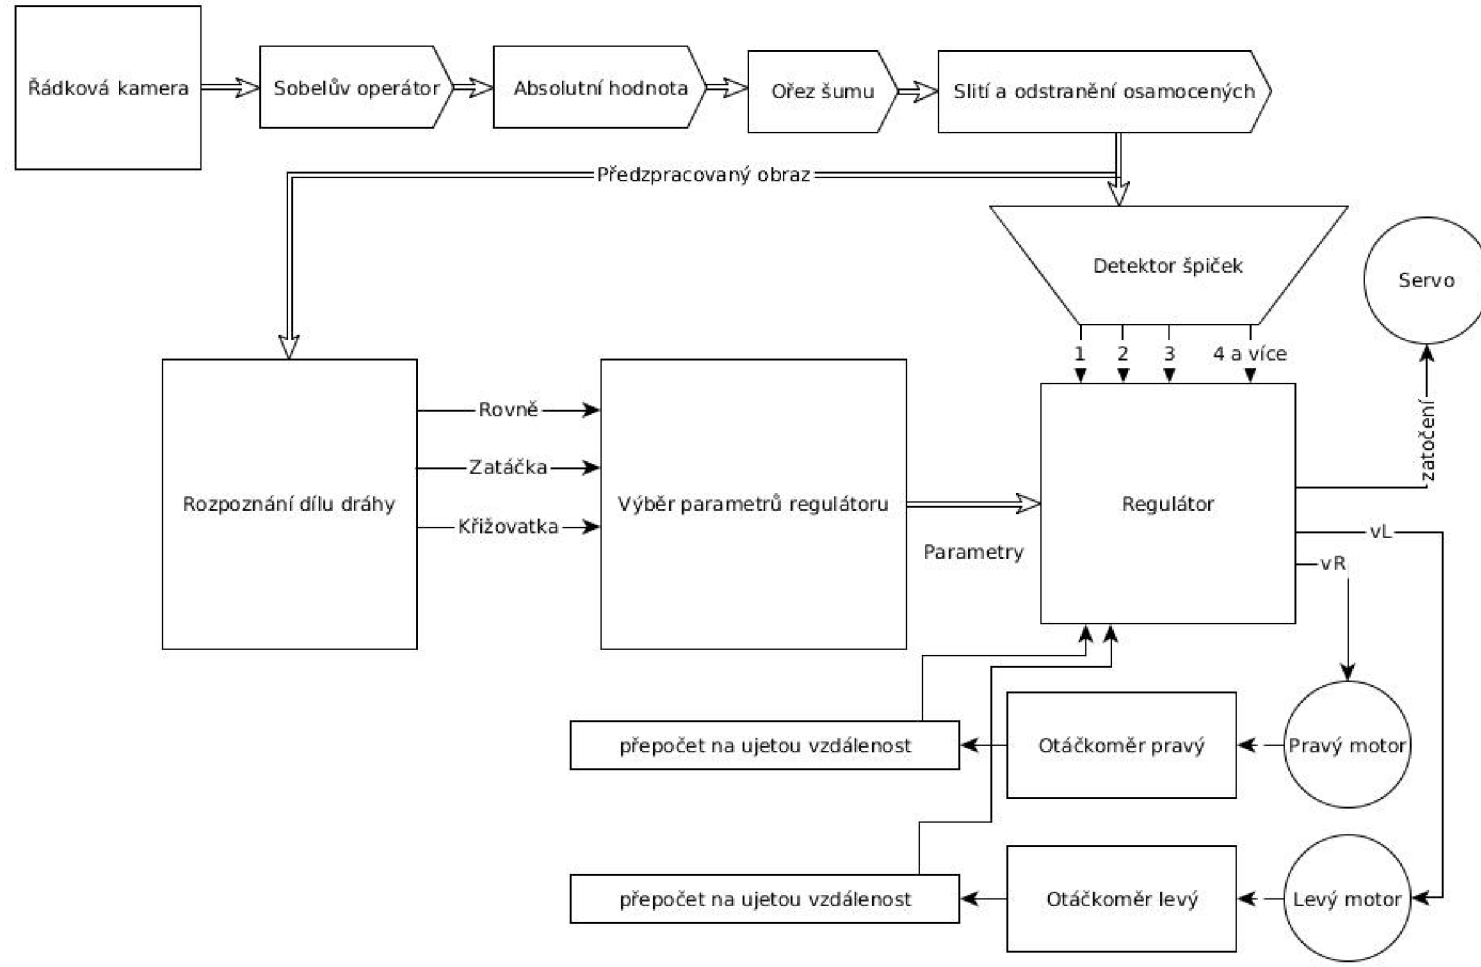 Řádková kamera
Sobelův operátor
Absolutní hodnota
Ořez šumu
Slití a odstranění osamocených
Předzpracovaný obraz
Detektor špiček
Servo
1
2
3
4 a více
Rovně
Zatáčka
Křižovatka
Rozpoznání dílu dráhy
Výběr parametrů regulátoru
Parametry
Regulátor
zatočení
vL
vR
přepočet na ujetou vzdálenost
Otáčkoměr pravý
Pravý motor
přepočet na ujetou vzdálenost
Otáčkoměr levý
Levý motor